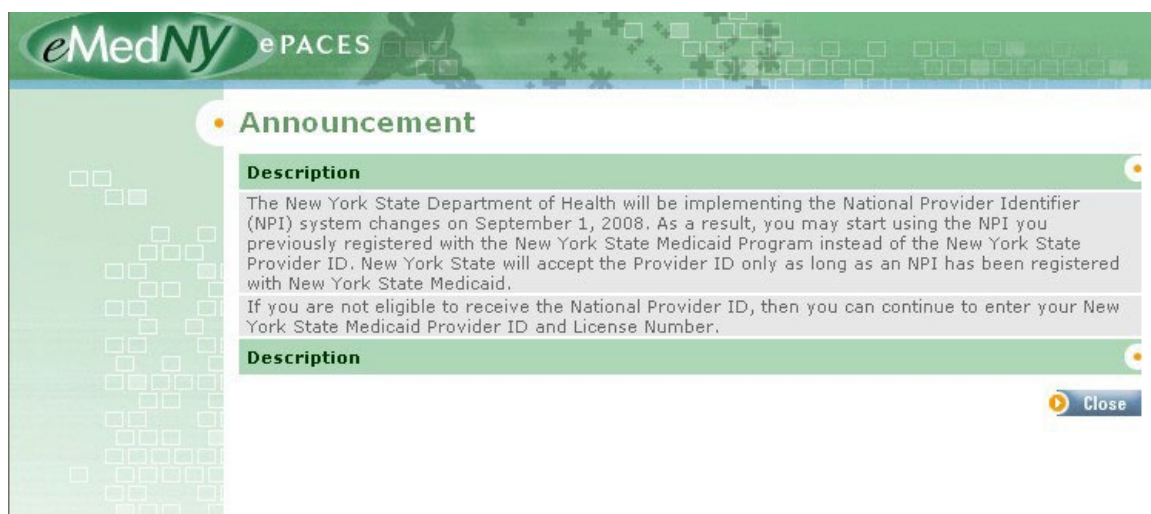 eMedNY ePACES
Announcement
Description
The New York State Department of Health will be implementing the National Provider Identifier
(NPI) system changes on September 1, 2008. As a result, you may start using the NPI you
previously registered with the New York State Medicaid Program instead of the New York State
Provider ID. New York State will accept the Provider ID only as long as an NPI has been registered
with New York State Medicaid.
If you are not eligible to receive the National Provider ID, then you can continue to enter your New
York State Medicaid Provider ID and License Number.
Description
Close